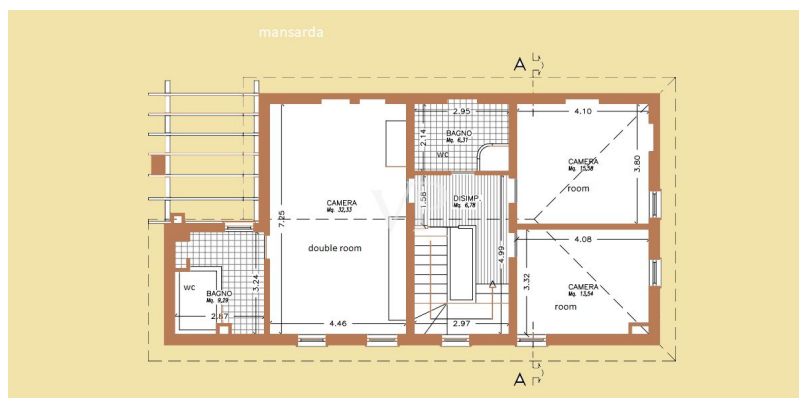 mansarda
A
2.95
4.10
2.14
BAGNO
Mq. 6,31
WC
CAMERA
Mq. 15,58
3.80
room
1.58
DISIMP.
Mq. 6,78
CAMERA
Mq. 32,33
7.25
double room
4.08
4.99
3.32
CAMERA
Mq. 13,54
room
3.24
WC
BAGNO
Mq. 9,29
2.87
4.46
2.97
A